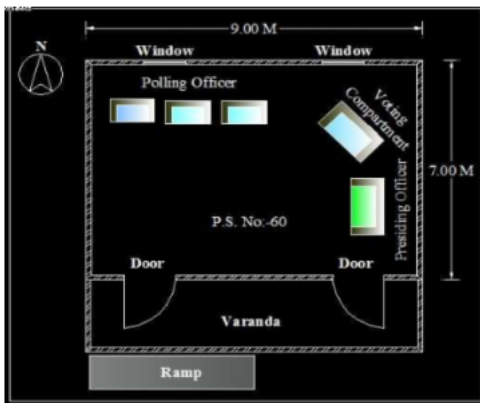 9.00 M
N
Window
Window
Polling Officer
Voting
Compartment
7.00 M
Presiding Officer
P.S. No:-60
Door
Door
Varanda
Ramp